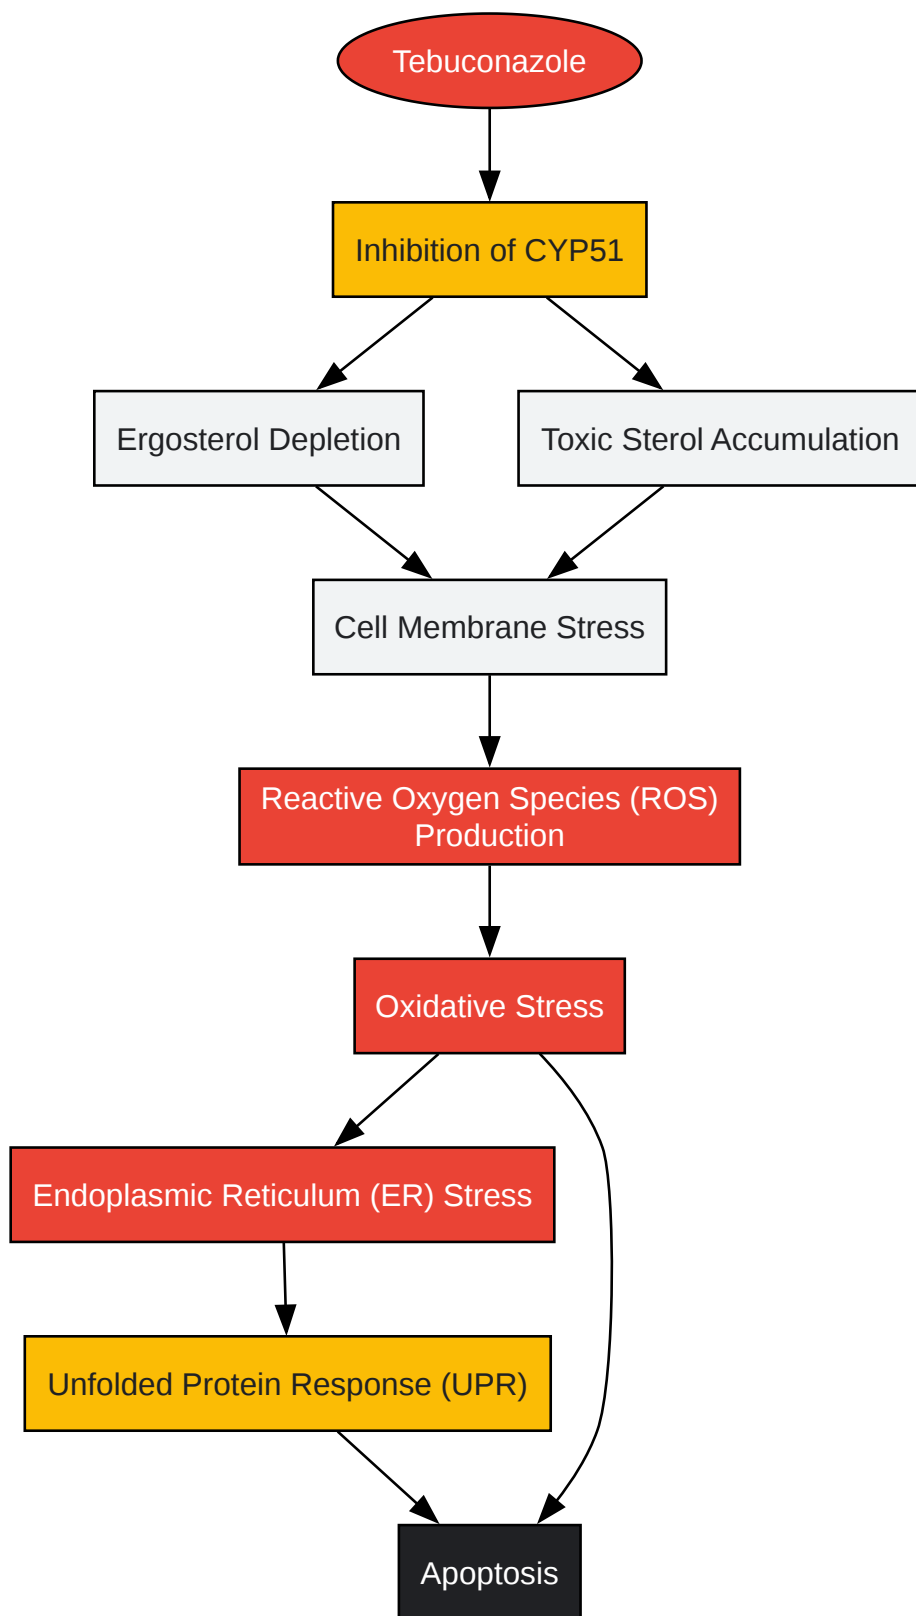 Tebuconazole
Inhibition of CYP51
Ergosterol Depletion
Toxic Sterol Accumulation
Cell Membrane Stress
Reactive Oxygen Species (ROS)
Production
Oxidative Stress
Endoplasmic Reticulum (ER) Stress
Unfolded Protein Response (UPR)
Apoptosis